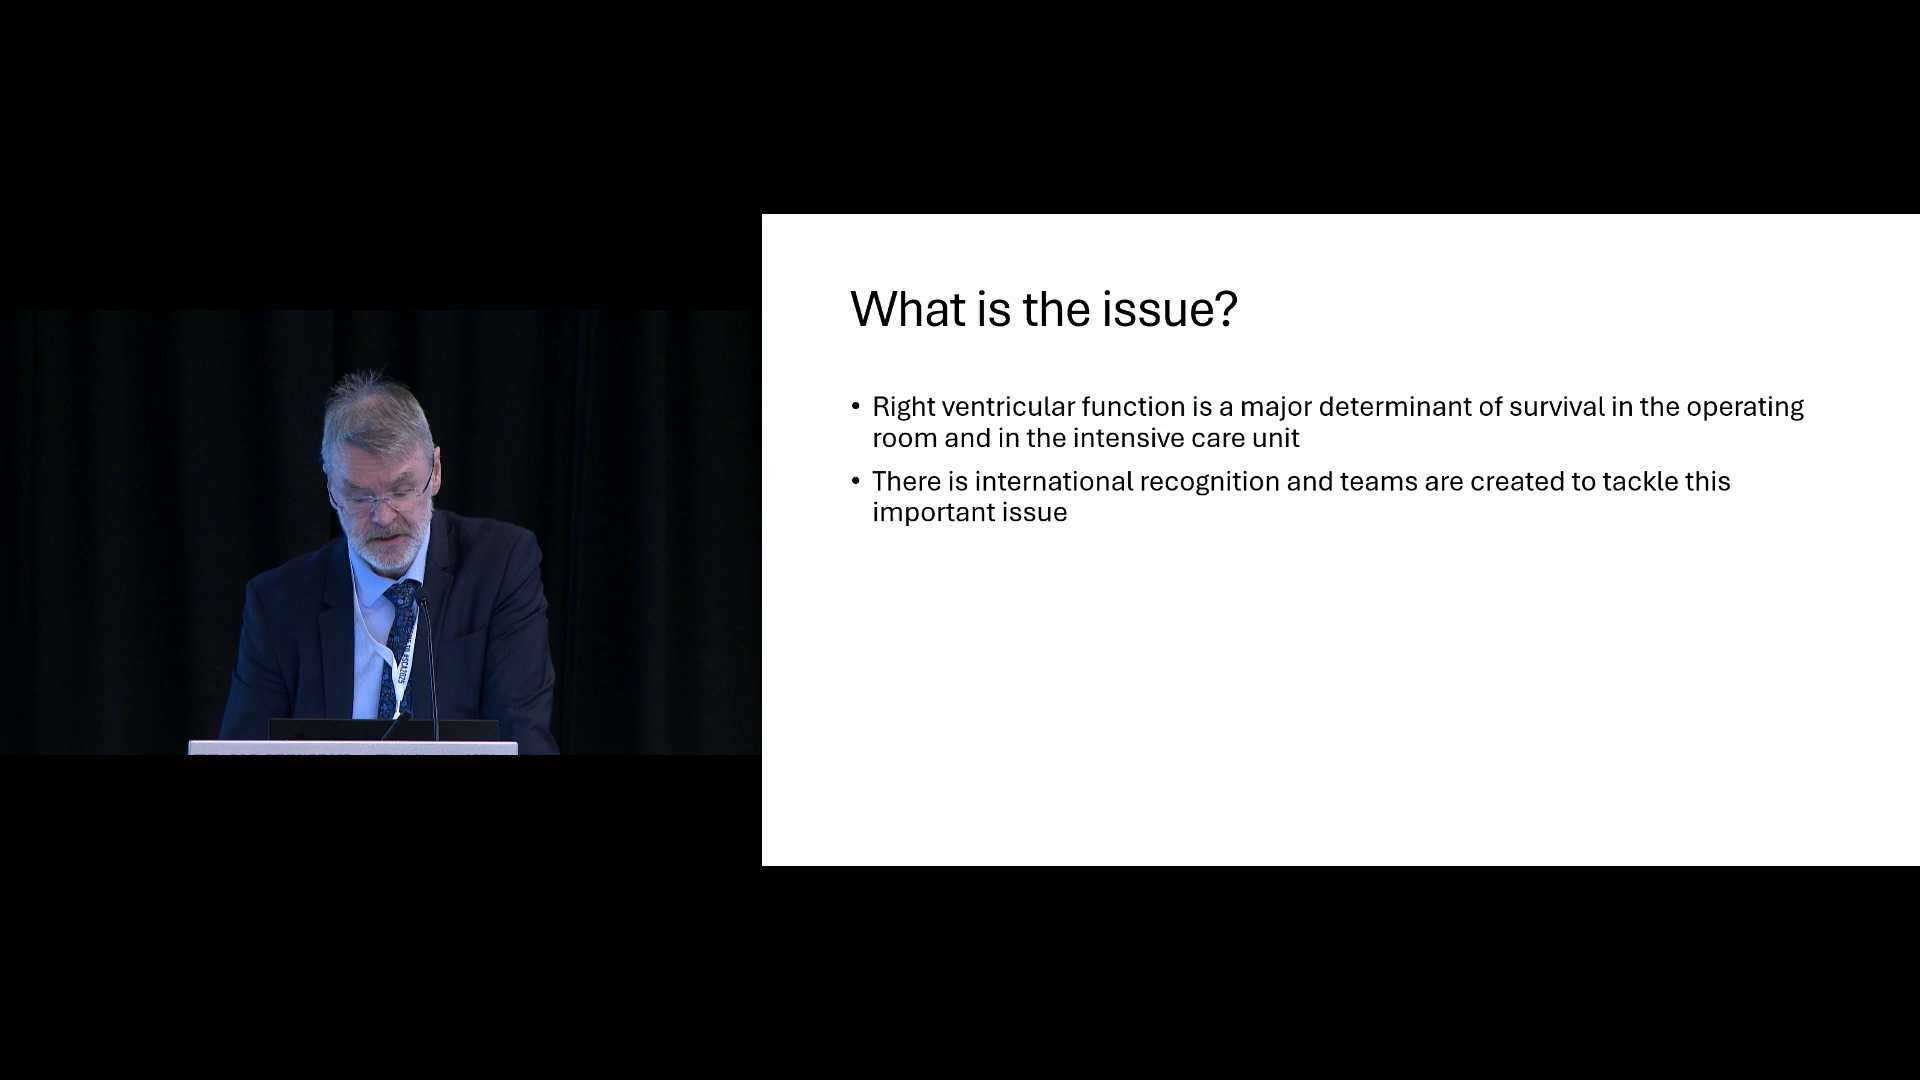 What is the issue?
• Right ventricular function is a major determinant of survival in the operating
room and in the intensive care unit
• There is international recognition and teams are created to tackle this
important issue